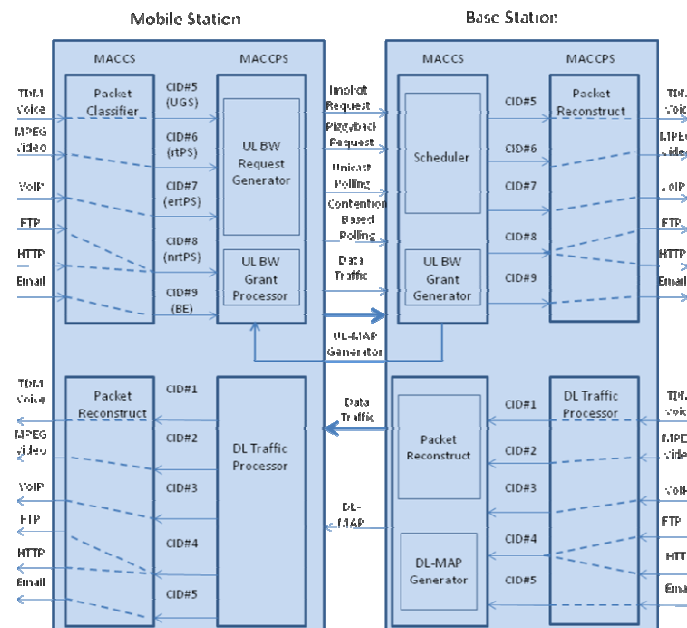 Mobile Station
Base Station
MACCS
MACCPS
MACCS
MACCPS
TDM
Voice
MPEG
video
VoIP
FTP
HTTP
Email
Packet
Classifier
CID#5
(UGS)
CID#6
(rtPS)
CID#7
(ertPS)
CID#8
(nrtPS)
CID#9
(BE)
UL BW
Request
Generator
UL BW
Grant
Processor
Implicit
Request
Piggyback
Request
Unicast
Polling
Contention
Based
Polling
Data
Traffic
UL-MAP
Generator
Scheduler
UL BW
Grant
Generator
CID#5
CID#6
CID#7
CID#8
CID#9
Packet
Reconstruct
TDM
Voice
MPEG
video
VoIP
FTP
HTTP
Email
TDM
Voice
MPEG
video
VoIP
FTP
HTTP
Email
Packet
Reconstruct
CID#1
CID#2
CID#3
CID#4
CID#5
DL Traffic
Processor
Data
Traffic
DL-
MAP
Packet
Reconstruct
DL-MAP
Generator
CID#1
CID#2
CID#3
CID#4
CID#5
DL Traffic
Processor
TDM
Voice
MPEG
Video
VoIP
FTP
HTT
Ema